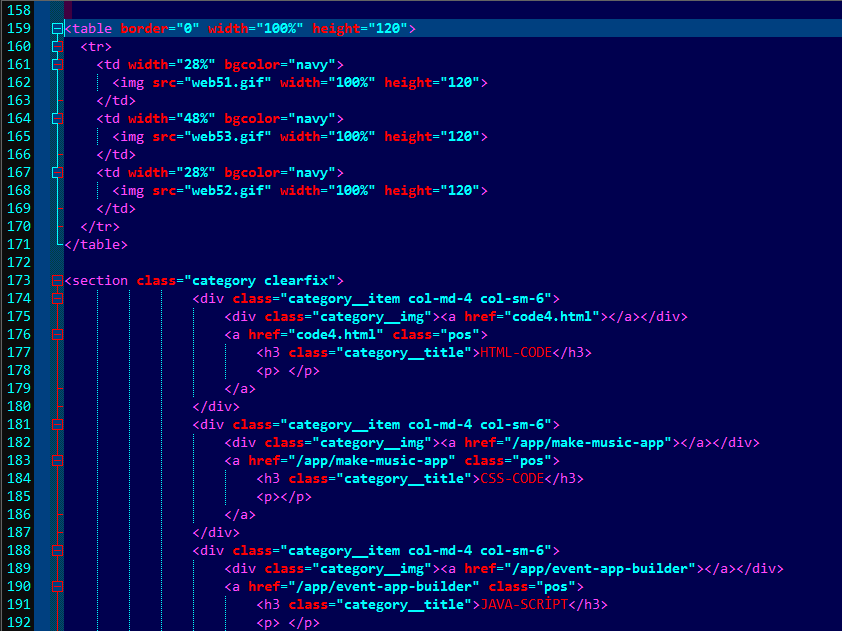 158
159 <table border="0" width="100%" height="120">
160 <tr>
161 <td width="28%" bgcolor="navy">
162 <img src="web51.gif" width="100%" height="120">
163 </td>
164 <td width="48%" bgcolor="navy">
165 <img src="web53.gif" width="100%" height="120">
166 </td>
167 <td width="28%" bgcolor="navy">
168 <img src="web52.gif" width="100%" height="120">
169 </td>
170 </tr>
171 </table>
172
173 <section class="category clearfix">
174 <div class="category__item col-md-4 col-sm-6">
175 <div class="category__img"><a href="code4.html"></a></div>
176 <a href="code4.html" class="pos">
177 <h3 class="category__title">HTML-CODE</h3>
178 <p> </p>
179 </a>
180 </div>
181 <div class="category__item col-md-4 col-sm-6">
182 <div class="category__img"><a href="/app/make-music-app"></a></div>
183 <a href="/app/make-music-app" class="pos">
184 <h3 class="category__title">CSS-CODE</h3>
185 <p></p>
186 </a>
187 </div>
188 <div class="category__item col-md-4 col-sm-6">
189 <div class="category__img"><a href="/app/event-app-builder"></a></div>
190 <a href="/app/event-app-builder" class="pos">
191 <h3 class="category__title">JAVA-SCRİPT</h3>
192 <p> </p>